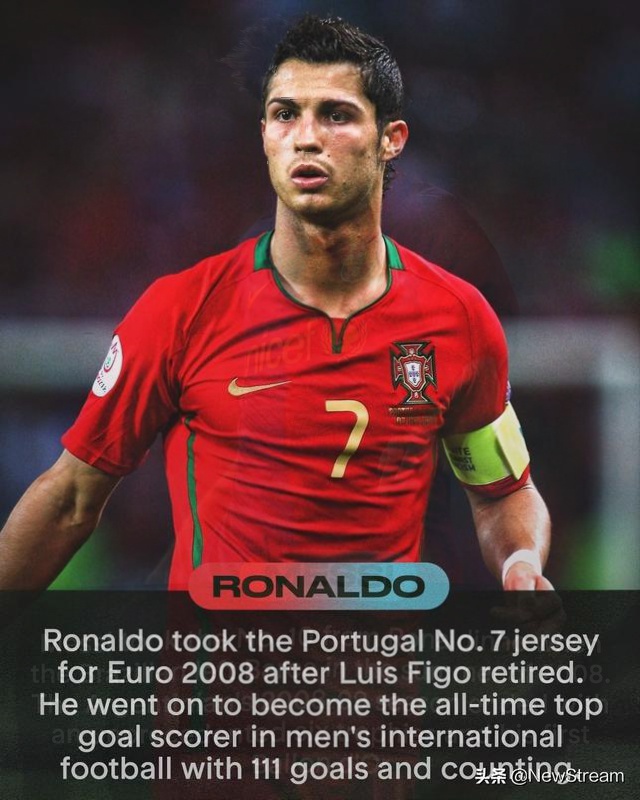 7
RONALDO
Ronaldo took the Portugal No. 7 jersey
for Euro 2008 after Luis Figo retired.
He went on to become the all-time top
goal scorer in men's international
football with 111 goals and counting.
头条 @NewStream